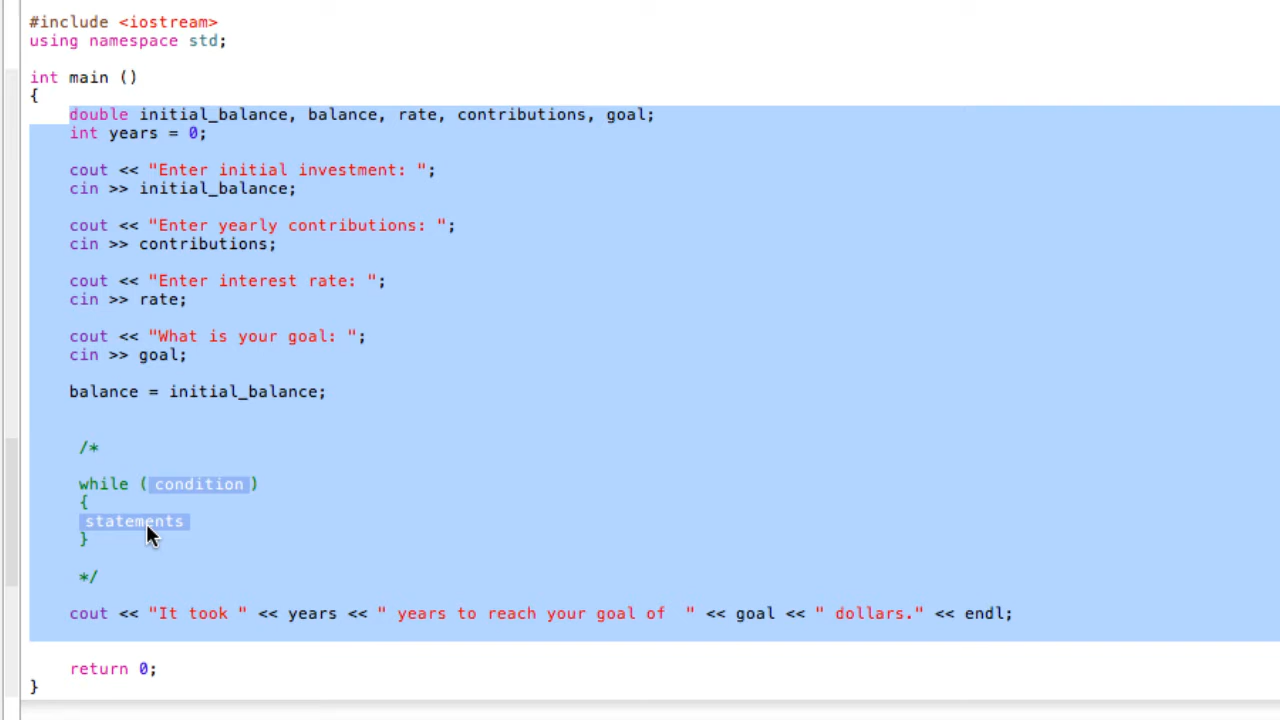 #include <iostream>
using namespace std;
int main ()
{
double initial_balance, balance, rate, contributions, goal;
int years = 0;
cout << "Enter initial investment: ";
cin >> initial_balance;
cout << "Enter yearly contributions: ";
cin >> contributions;
cout << "Enter interest rate: ";
cin >> rate;
cout << "What is your goal: ";
cin >> goal;
balance = initial_balance;
/*
while ( condition )
{
statements
}
*/
cout << "It took " << years << " years to reach your goal of  " << goal << " dollars." << endl;
return 0;
}